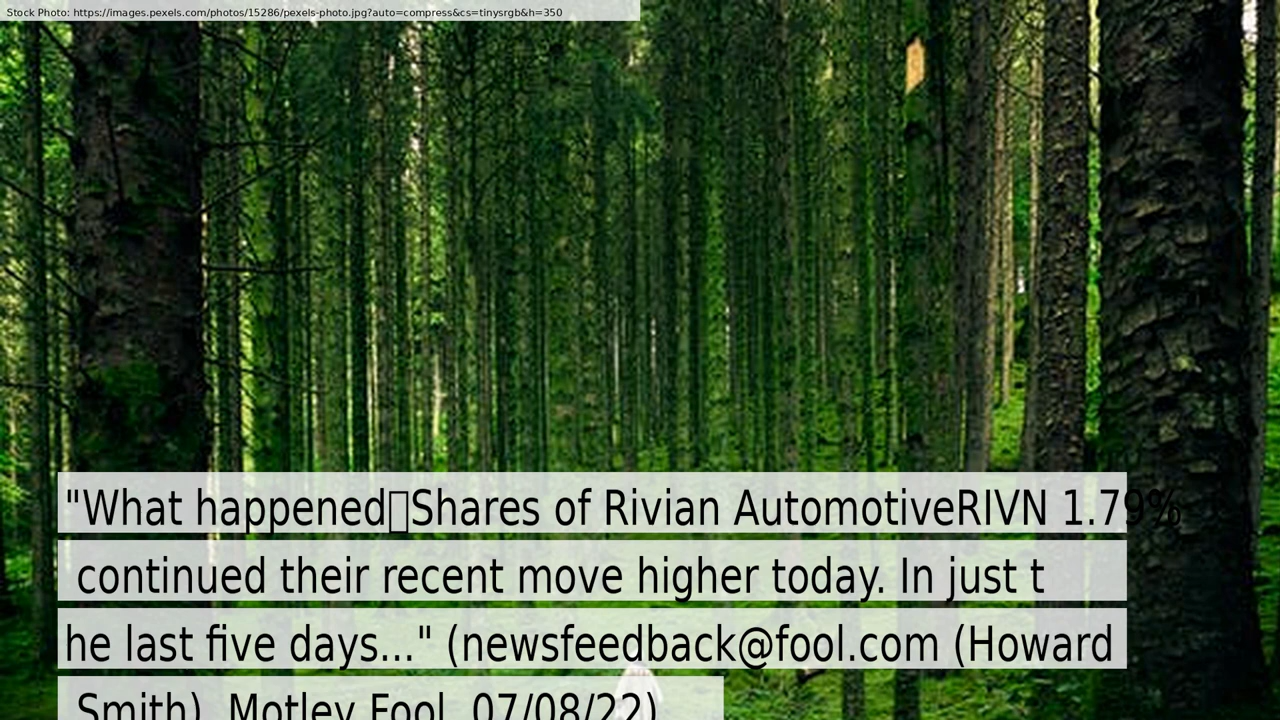 Stock Photo: https://images.pexels.com/photos/15286/pexels-photo.jpg?auto=compress&cs=tinysrgb&h=350
"What happened▯Shares of Rivian AutomotiveRIVN 1.79%
continued their recent move higher today. In just t
he last five days..." (newsfeedback@fool.com (Howard
Smith), Motley Fool, 07/08/22)